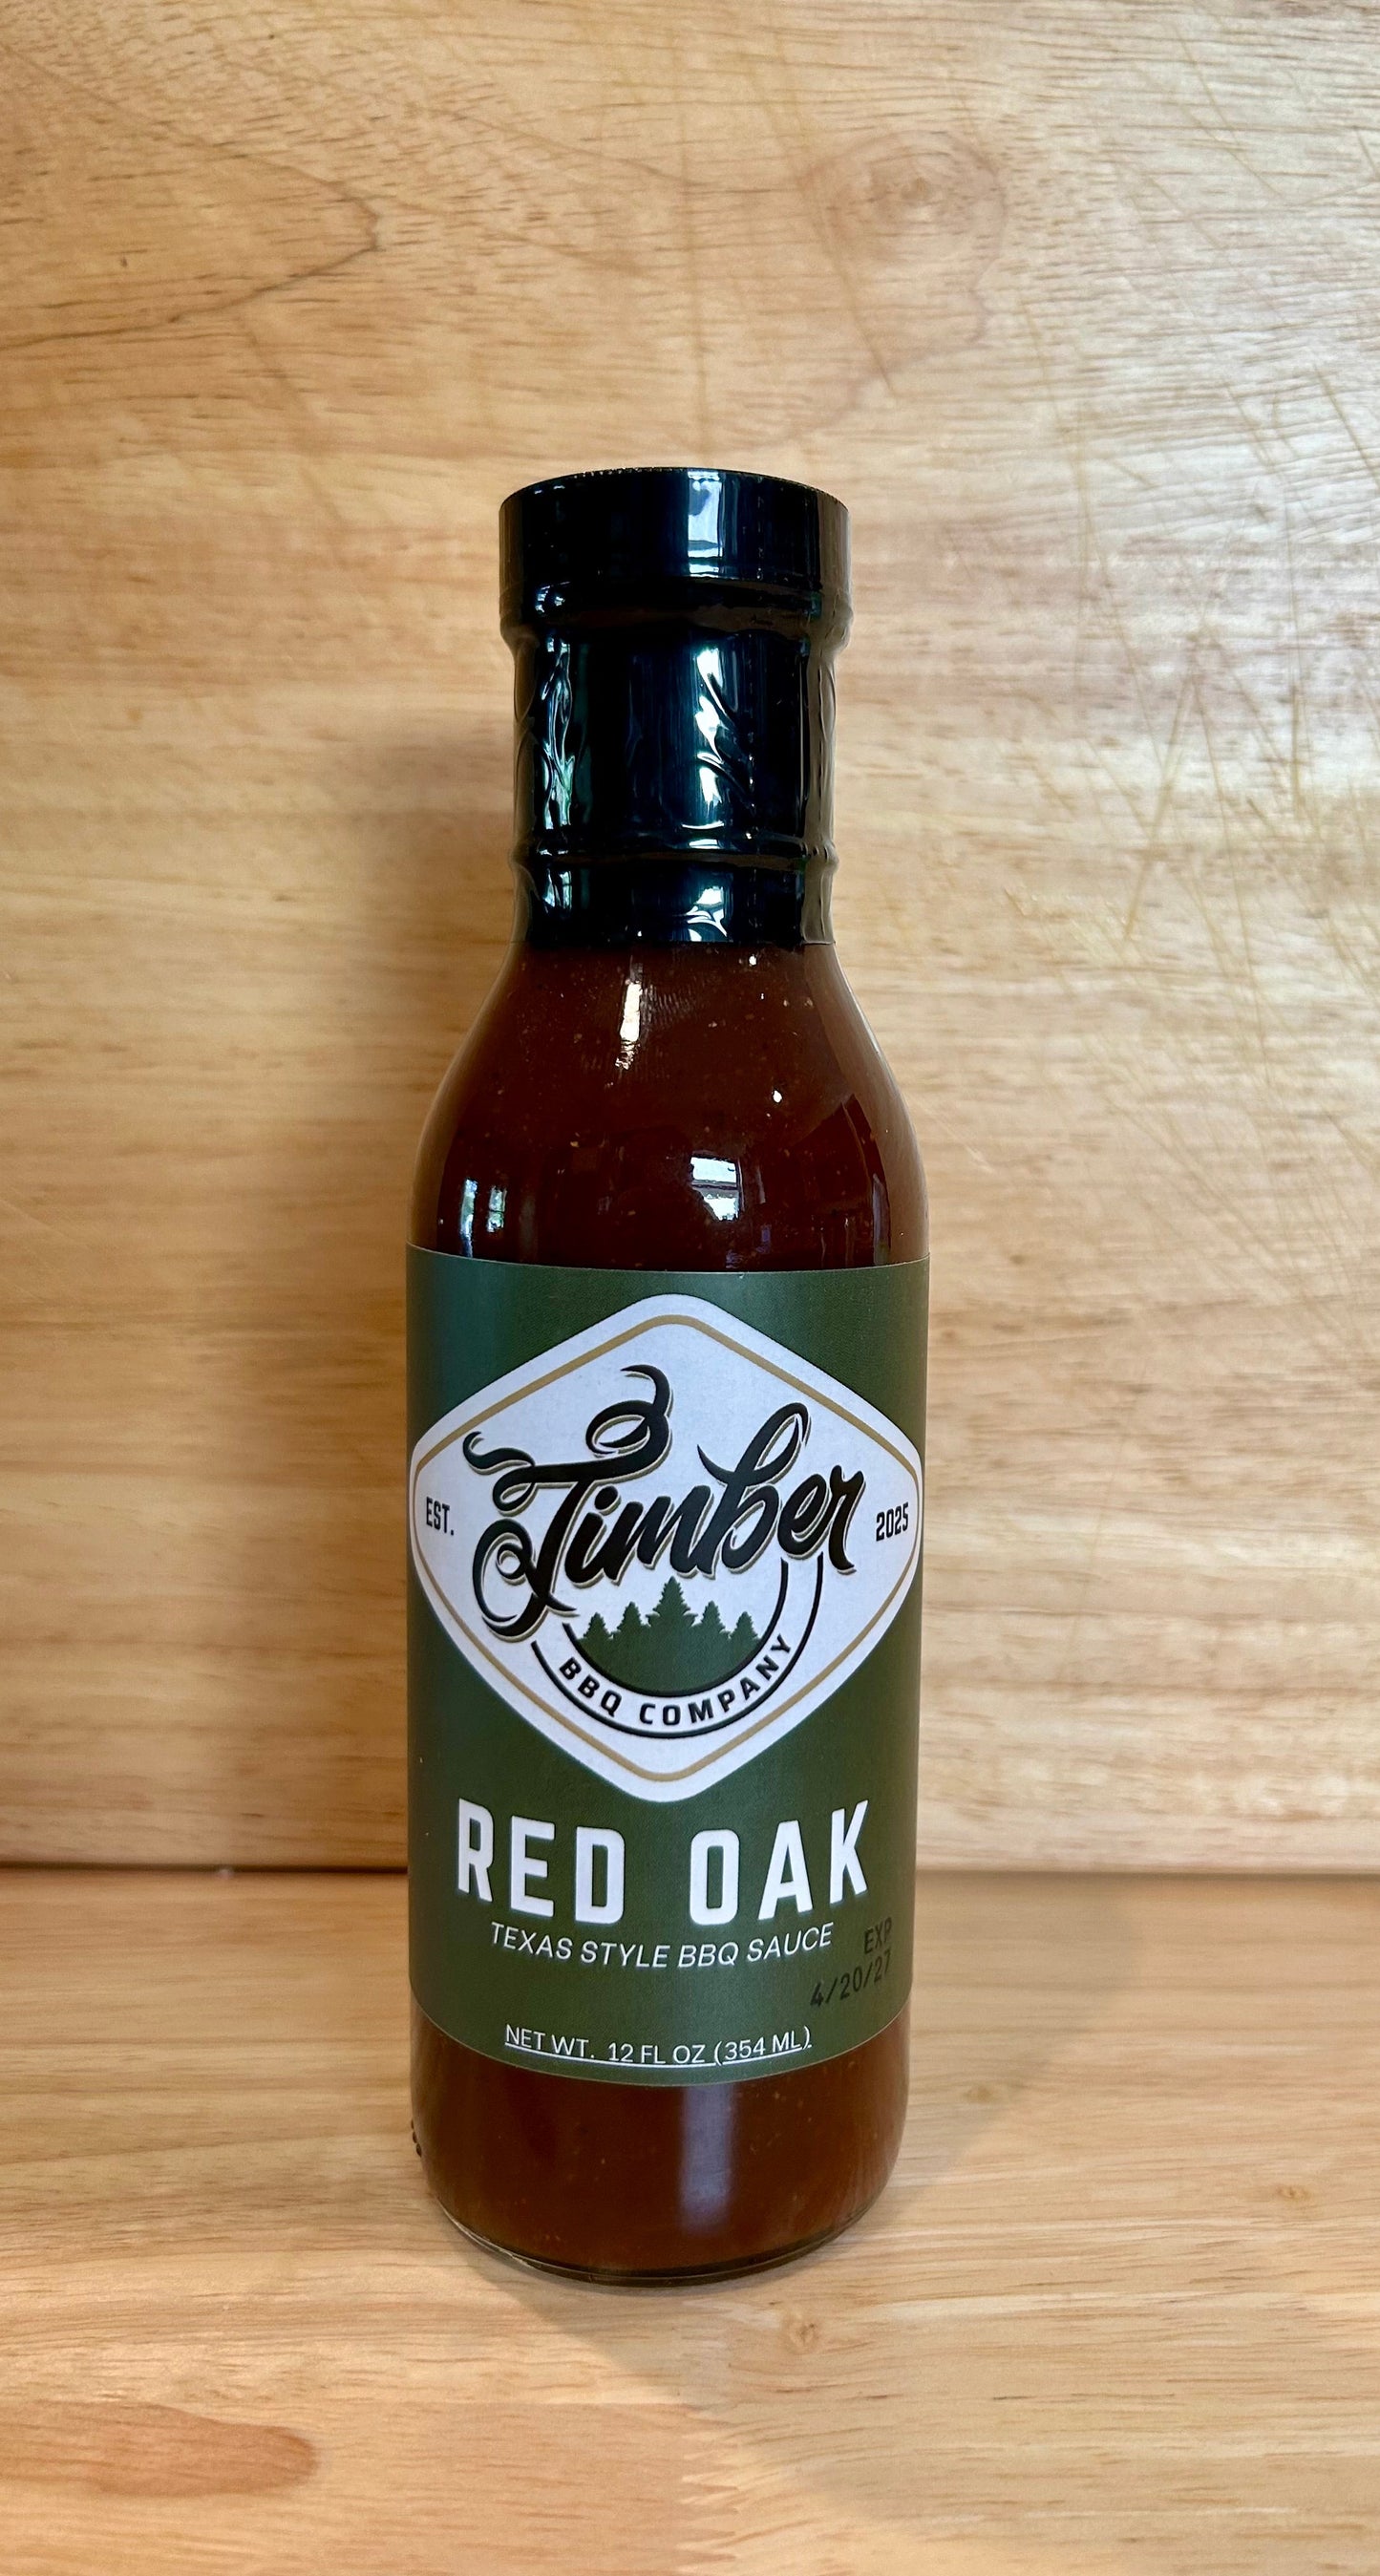 EST.
Timber
2025
BBQ COMPANY
RED OAK
TEXAS STYLE BBQ SAUCE
EXP
4/20/27
NET WT. 12 FL OZ (354 ML)